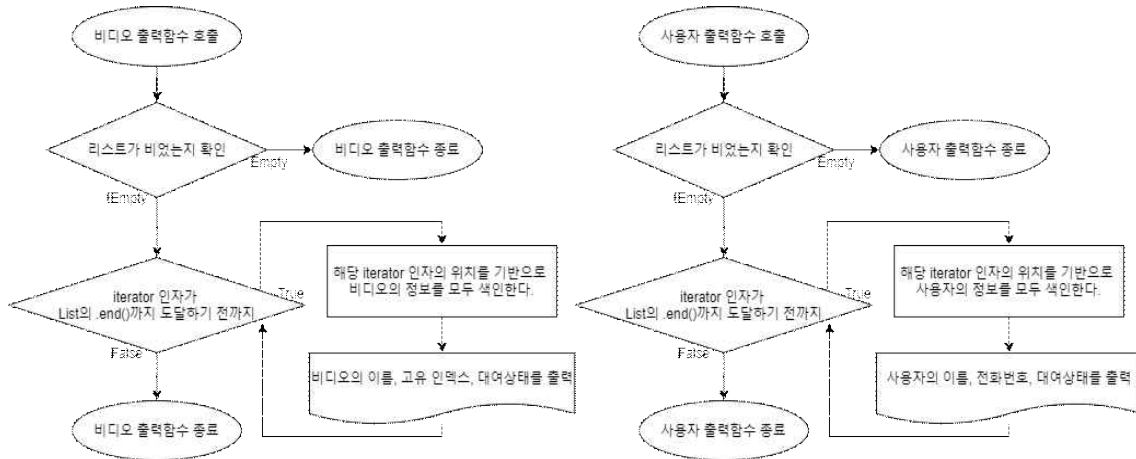 비디오 출력함수 호출
리스트가 비었는지 확인
Empty
비디오 출력함수 종료
!Empty
iterator 인자가
List의 .end()까지 도달하기 전까지
True
해당 iterator 인자의 위치를 기반으로
비디오의 정보를 모두 색인한다.
비디오의 이름, 고유 인덱스, 대여상태를 출력
False
비디오 출력함수 종료
사용자 출력함수 호출
리스트가 비었는지 확인
Empty
사용자 출력함수 종료
!Empty
iterator 인자가
List의 .end()까지 도달하기 전까지
True
해당 iterator 인자의 위치를 기반으로
사용자의 정보를 모두 색인한다.
사용자의 이름, 전화번호, 대여상태를 출력
False
사용자 출력함수 종료